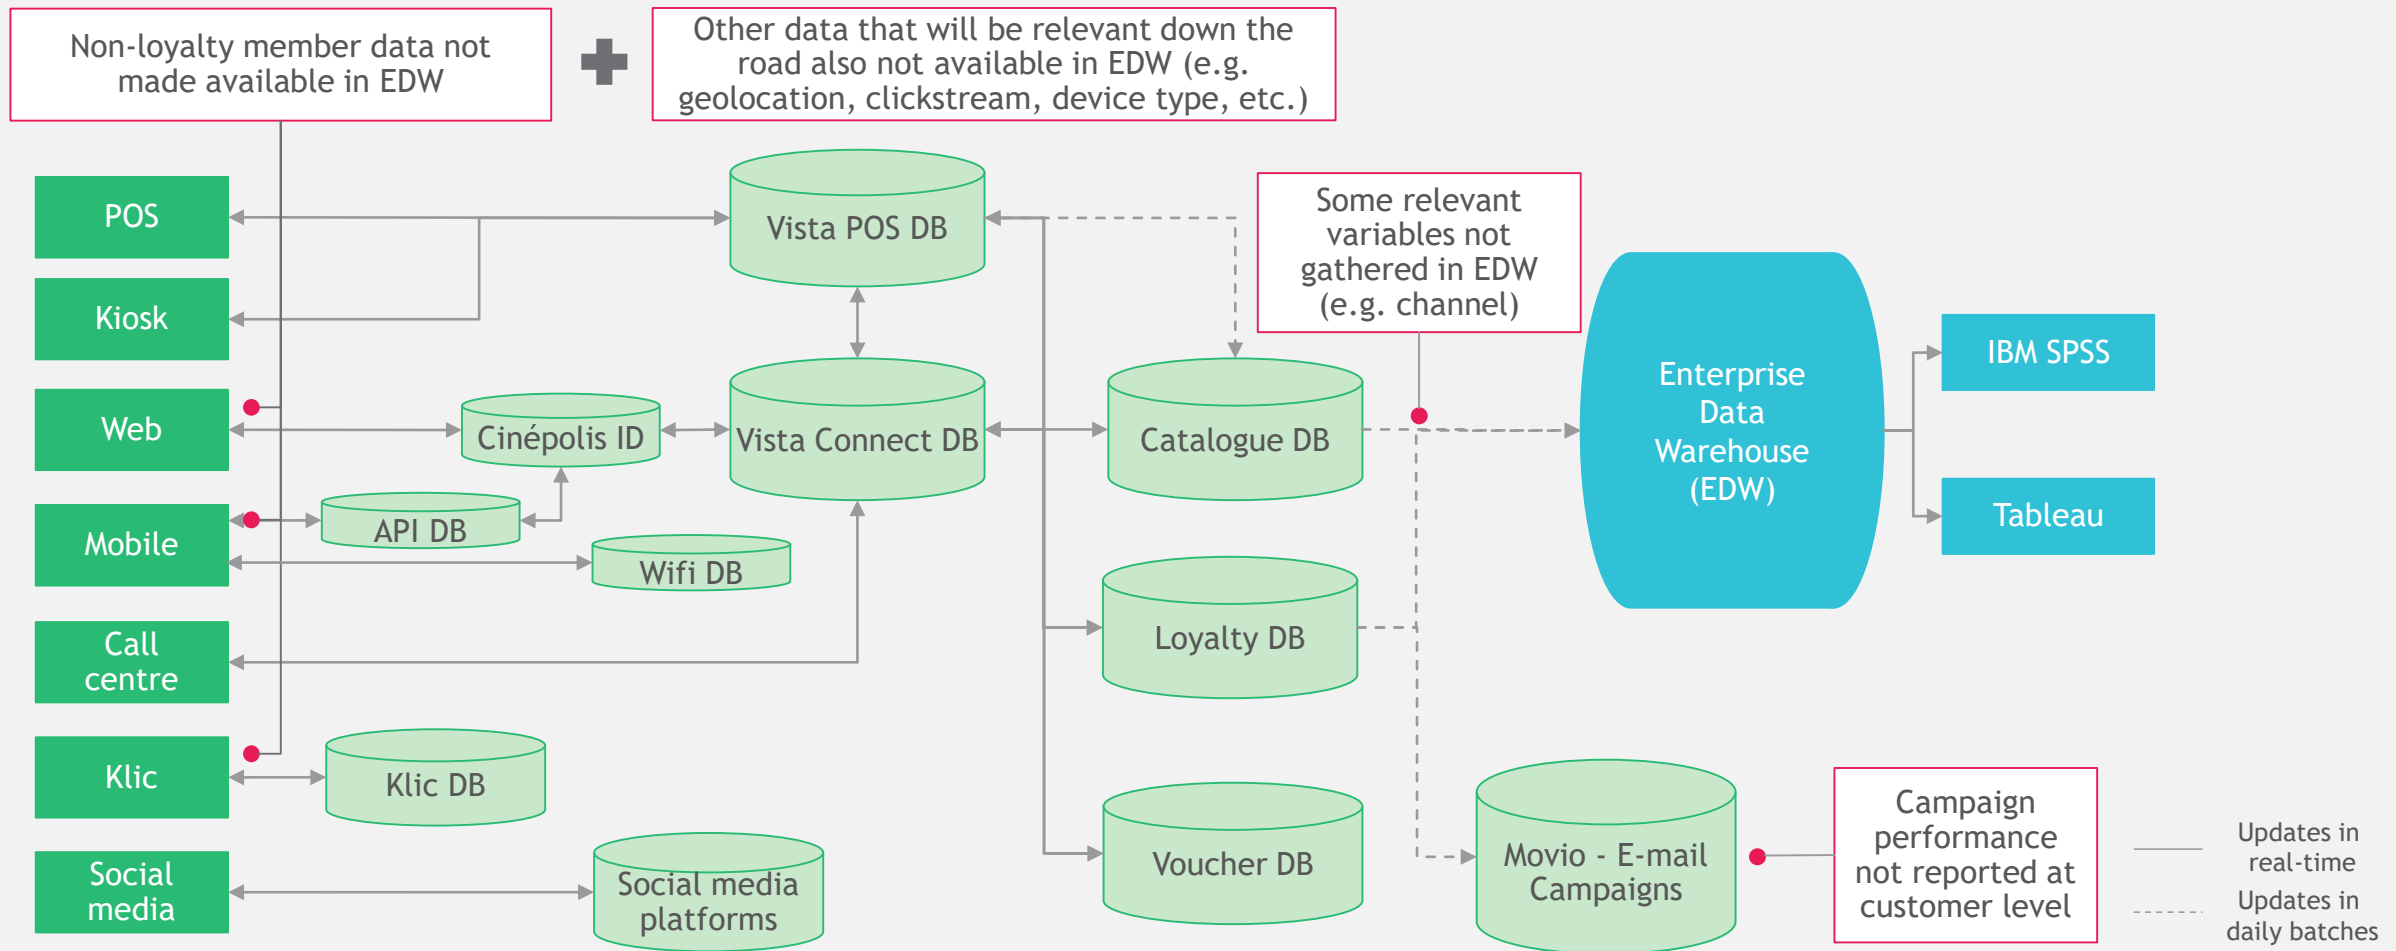 Non-loyalty member data not
made available in EDW
Other data that will be relevant down the
road also not available in EDW (e.g.
geolocation, clickstream, device type, etc.)
POS
Kiosk
Web
Mobile
Call
centre
Klic
Social
media
Vista POS DB
Cinépolis ID
Vista Connect DB
API DB
Wifi DB
Klic DB
Social media
platforms
Some relevant
variables not
gathered in EDW
(e.g. channel)
Catalogue DB
Loyalty DB
Voucher DB
Movio - E-mail
Campaigns
Enterprise
Data
Warehouse
(EDW)
IBM SPSS
Tableau
Campaign
performance
not reported at
customer level
Updates in
real-time
Updates in
daily batches